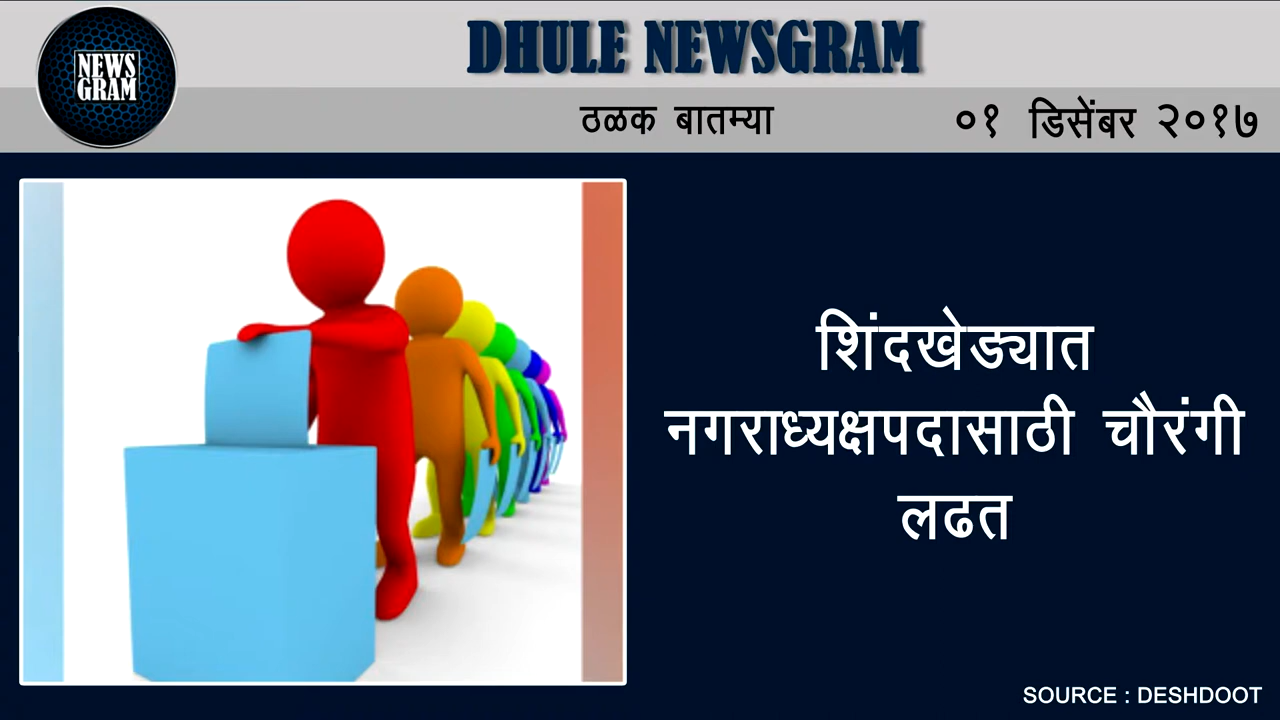 NEWS
GRAM
DHULE NEWSGRAM
ठळक बातम्या
०१ डिसेंबर २०१७
शिंदखेड्यात
नगराध्यक्षपदासाठी चौरंगी
लढत
SOURCE : DESHDOOT